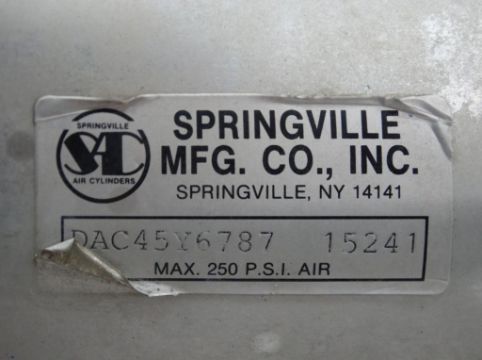 SPRINGVILLE
SAC
AIR CYLINDERS
SPRINGVILLE
MFG. CO., INC.
SPRINGVILLE, NY 14141
DAC45Y6787 15241
MAX. 250 P.S.I. AIR